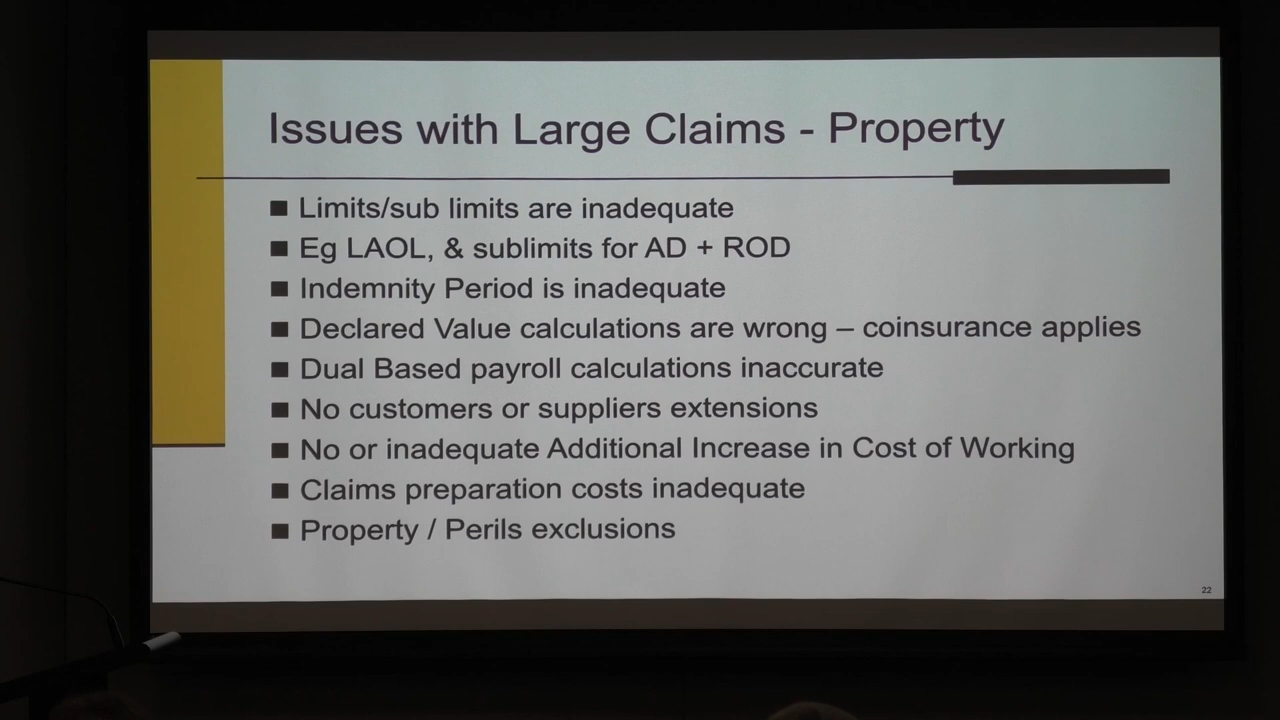 Issues with Large Claims - Property
Limits/sub limits are inadequate
Eg LAOL, & sublimits for AD + ROD
Indemnity Period is inadequate
Declared Value calculations are wrong – coinsurance applies
Dual Based payroll calculations inaccurate
No customers or suppliers extensions
No or inadequate Additional Increase in Cost of Working
Claims preparation costs inadequate
Property / Perils exclusions
22